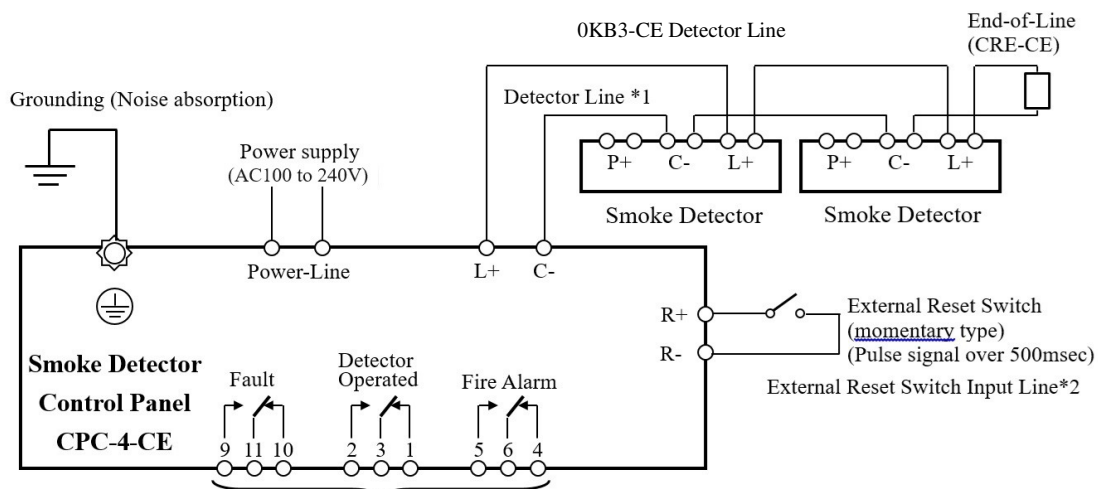 0KB3-CE Detector Line
End-of-Line
(CRE-CE)
Grounding (Noise absorption)
Detector Line *1
Power supply
(AC100 to 240V)
P+ C- L+
P+ C- L+
Smoke Detector
Smoke Detector
Power-Line
L+ C-
R+
R-
External Reset Switch
(momentary type)
(Pulse signal over 500msec)
External Reset Switch Input Line*2
Smoke Detector
Control Panel
CPC-4-CE
Fault
Detector
Operated
Fire Alarm
9 11 10 2 3 1 5 6 4